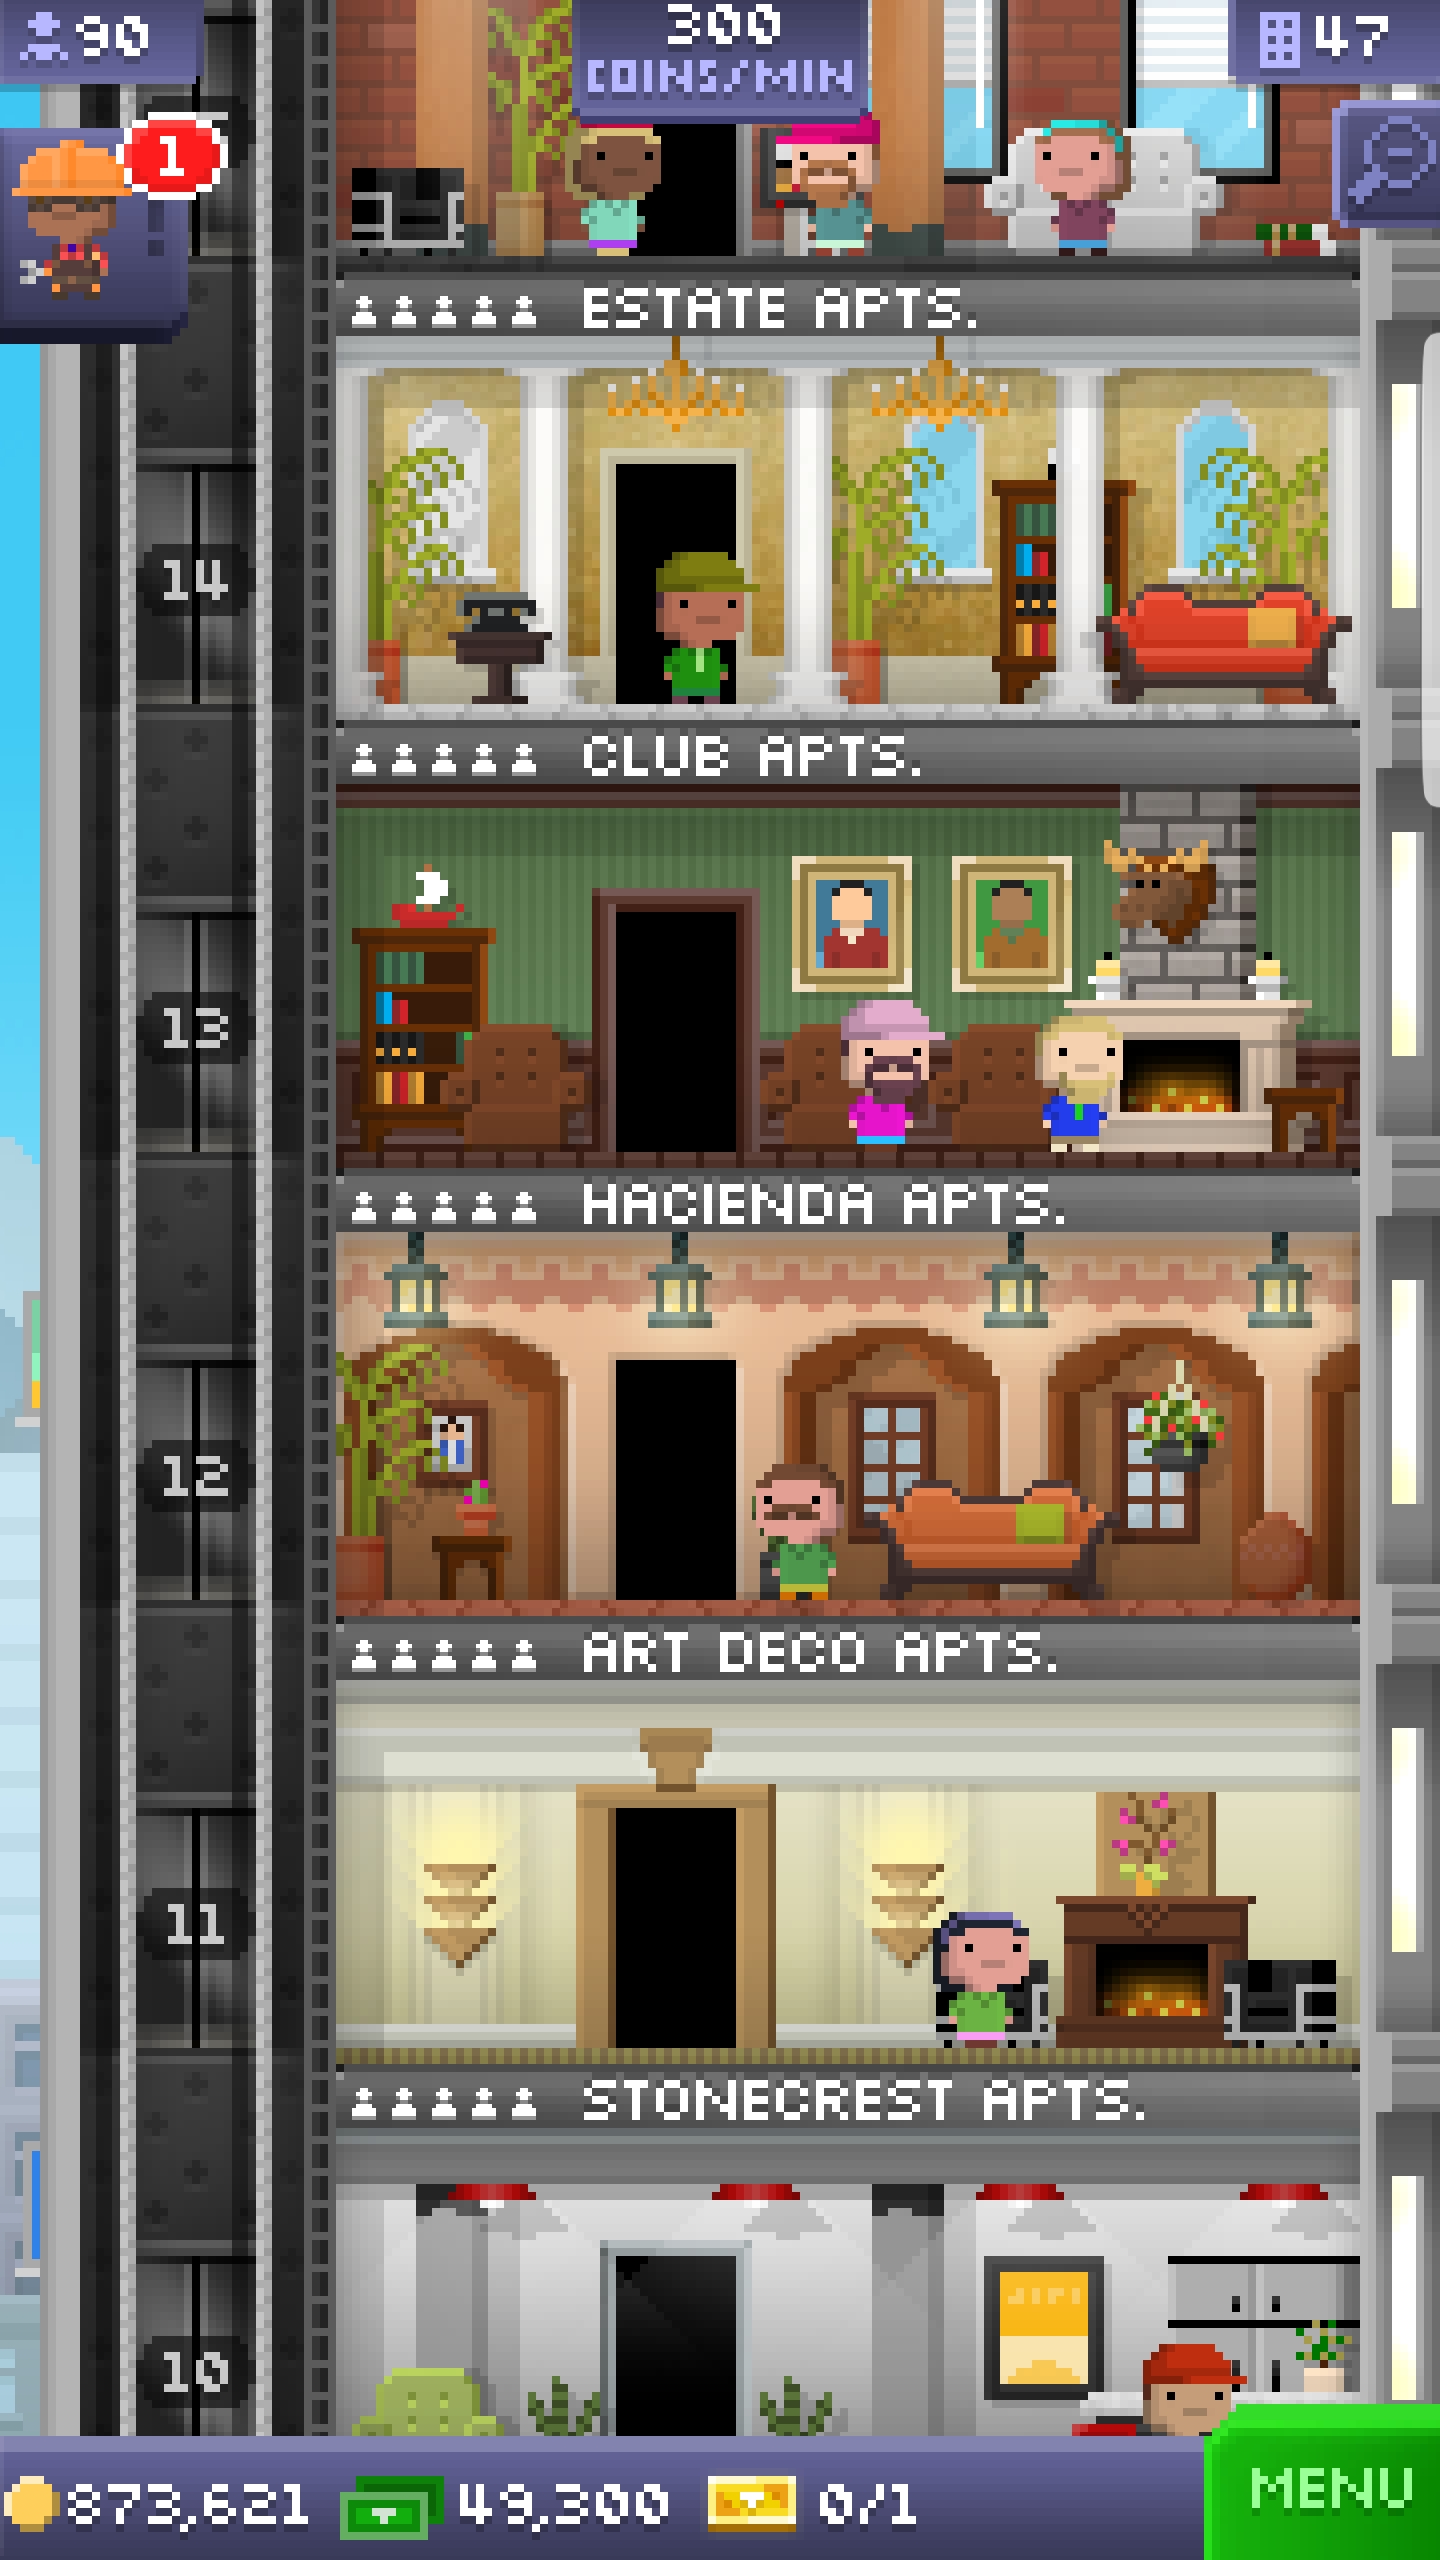 90
300
COINS/MIN
47
1
ESTATE APTS.
14
CLUB APTS.
13
HACIENDA APTS.
12
ART DECO APTS.
11
STONECREST APTS.
10
873,621
49,300
0/1
MENU